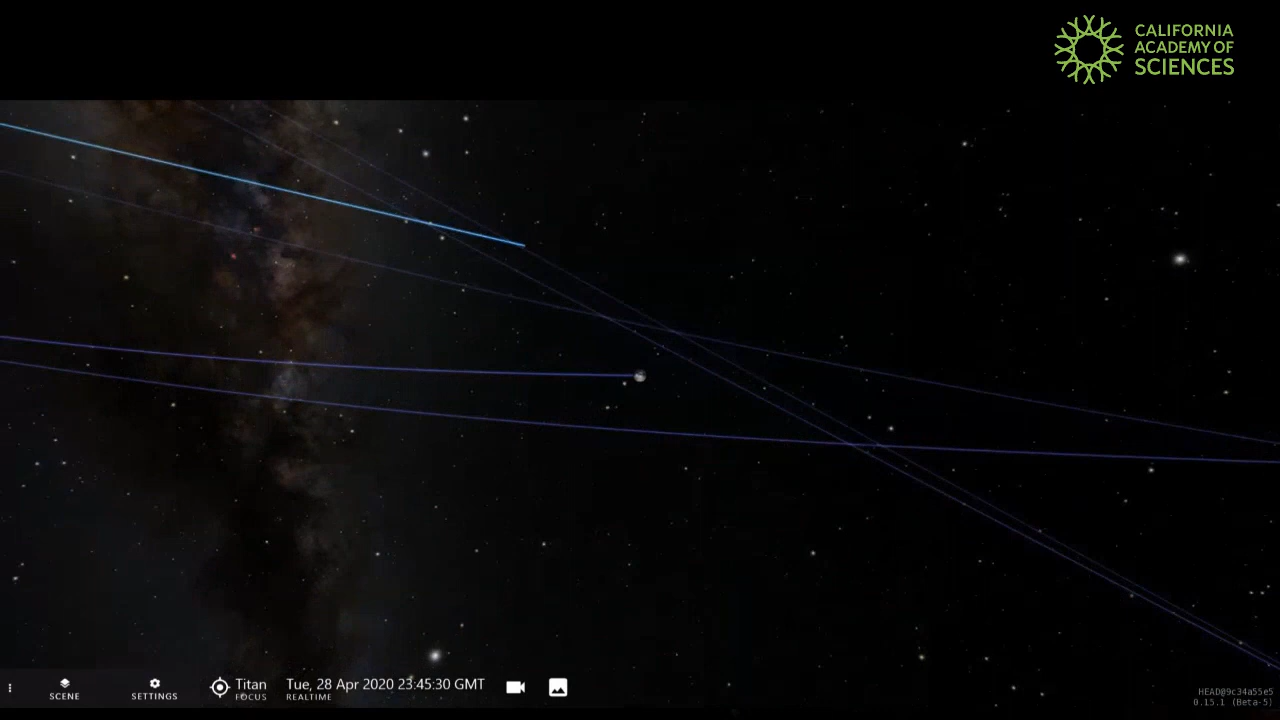 CALIFORNIA
ACADEMY OF
SCIENCES
SCENE
SETTINGS
Titan
FOCUS
Tue, 28 Apr 2020 23:45:30 GMT
REALTIME
HEAD@9c34a55e5
0.15.1 (Beta-5)